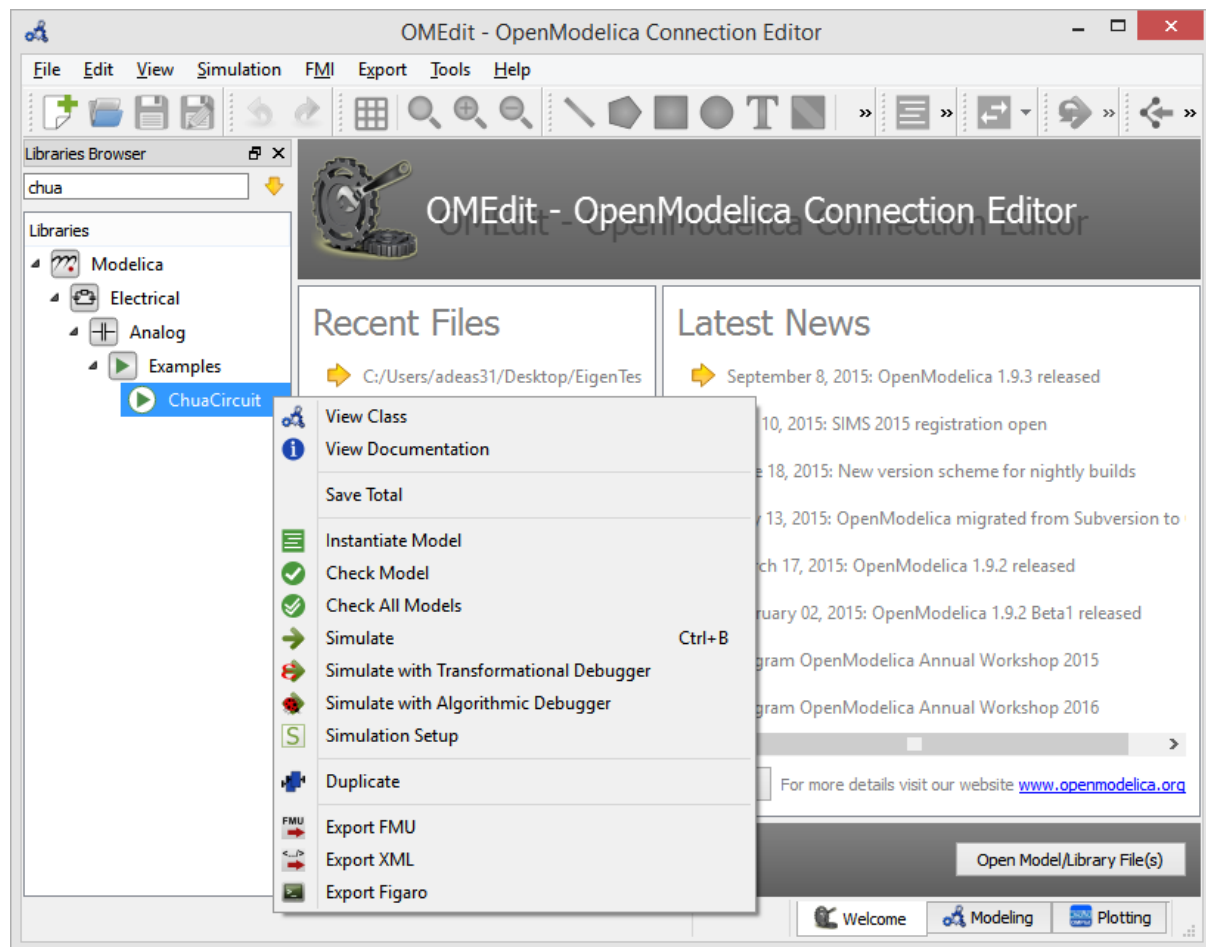 OMEdit - OpenModelica Connection Editor
File Edit View Simulation FMI Export Tools Help
T » » » »
Libraries Browser
chua
Libraries
Modelica
Electrical
Analog
Examples
ChuaCircuit
OMEdit - OpenModelica Connection Editor
Recent Files
C:/Users/adeas31/Desktop/EigenTes
Latest News
September 8, 2015: OpenModelica 1.9.3 released
10, 2015: SIMS 2015 registration open
18, 2015: New version scheme for nightly builds
13, 2015: OpenModelica migrated from Subversion to
17, 2015: OpenModelica 1.9.2 released
02, 2015: OpenModelica 1.9.2 Beta1 released
OpenModelica Annual Workshop 2015
OpenModelica Annual Workshop 2016
For more details visit our website www.openmodelica.org
Open Model/Library File(s)
View Class
View Documentation
Save Total
Instantiate Model
Check Model
Check All Models
Simulate Ctrl+B
Simulate with Transformational Debugger
Simulate with Algorithmic Debugger
S Simulation Setup
Duplicate
FMU Export FMU
Export XML
Export Figaro
Welcome Modeling Plotting